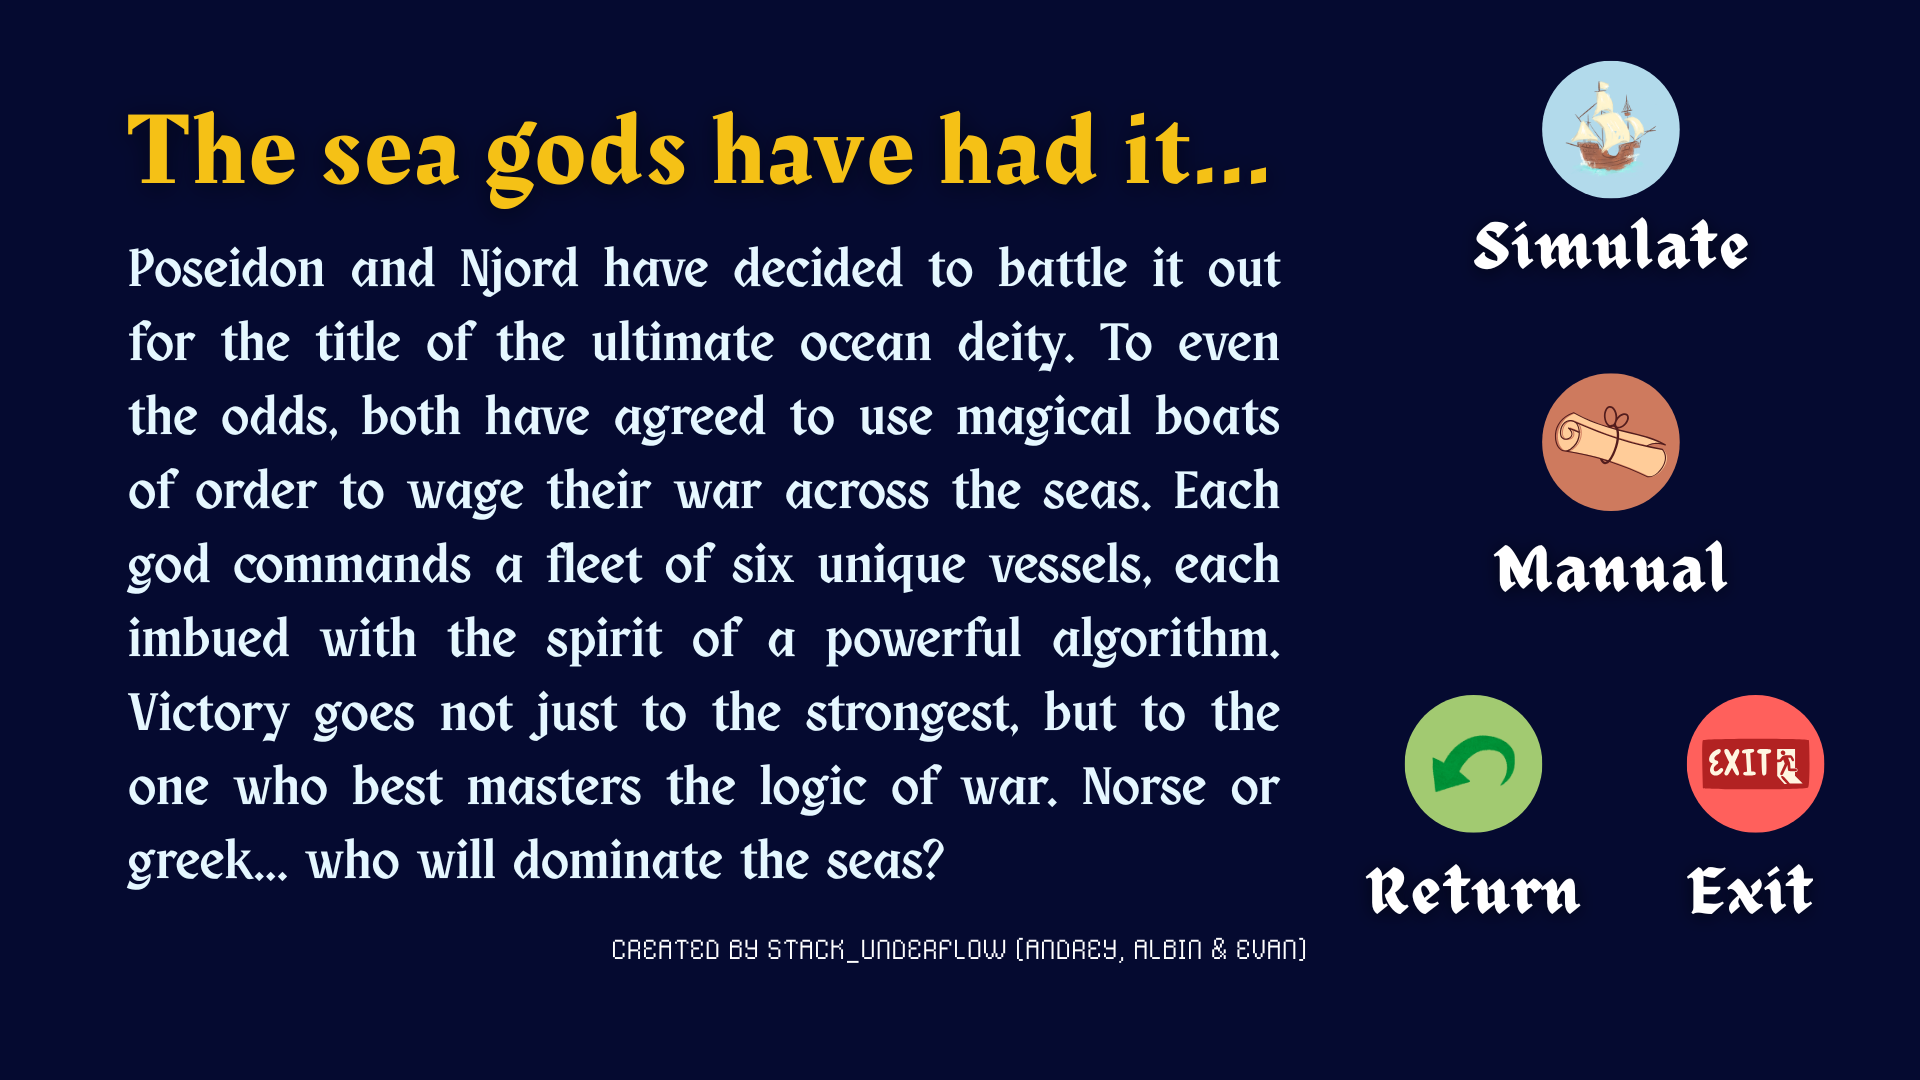 The sea gods have had it...
Poseidon and Njord have decided to battle it out
for the title of the ultimate ocean deity. To even
the odds, both have agreed to use magical boats
of order to wage their war across the seas. Each
god commands a fleet of six unique vessels, each
imbued with the spirit of a powerful algorithm.
Victory goes not just to the strongest, but to the
one who best masters the logic of war. Norse or
greek... who will dominate the seas?
CREATED BY STACK_UNDERFLOW (ANDREY, ALBIN & EVAN)
Simulate
Manual
Return
EXIT
Exit